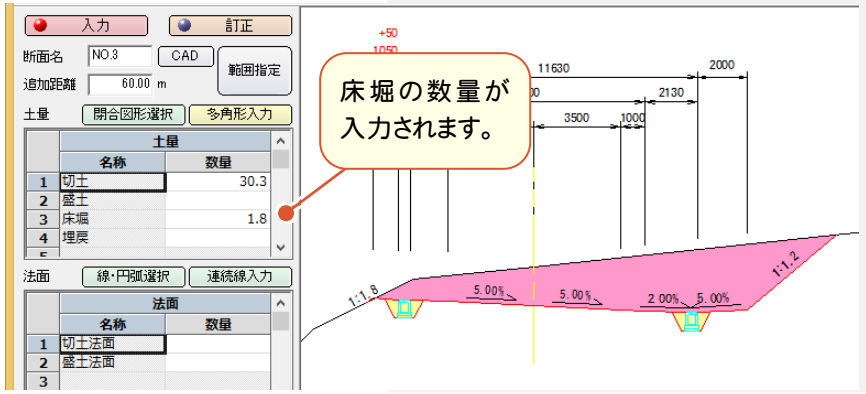 入力 訂正
断面名 NO.3 CAD
範囲指定
追加距離 60.00 m
土量 閉合図形選択 多角形入力
土量
名称 数量
1 切土 30.3
2 盛土
3 床堀 1.8
4 埋戻
法面 線・円弧選択 連続線入力
法面
名称 数量
1 切土法面
2 盛土法面
3
床堀の数量が
入力されます。
+50
1050
11630 2000
2130
3500 1000
1:1.8
5.00% 5.00% 2.00% 5.00%
1:1.2